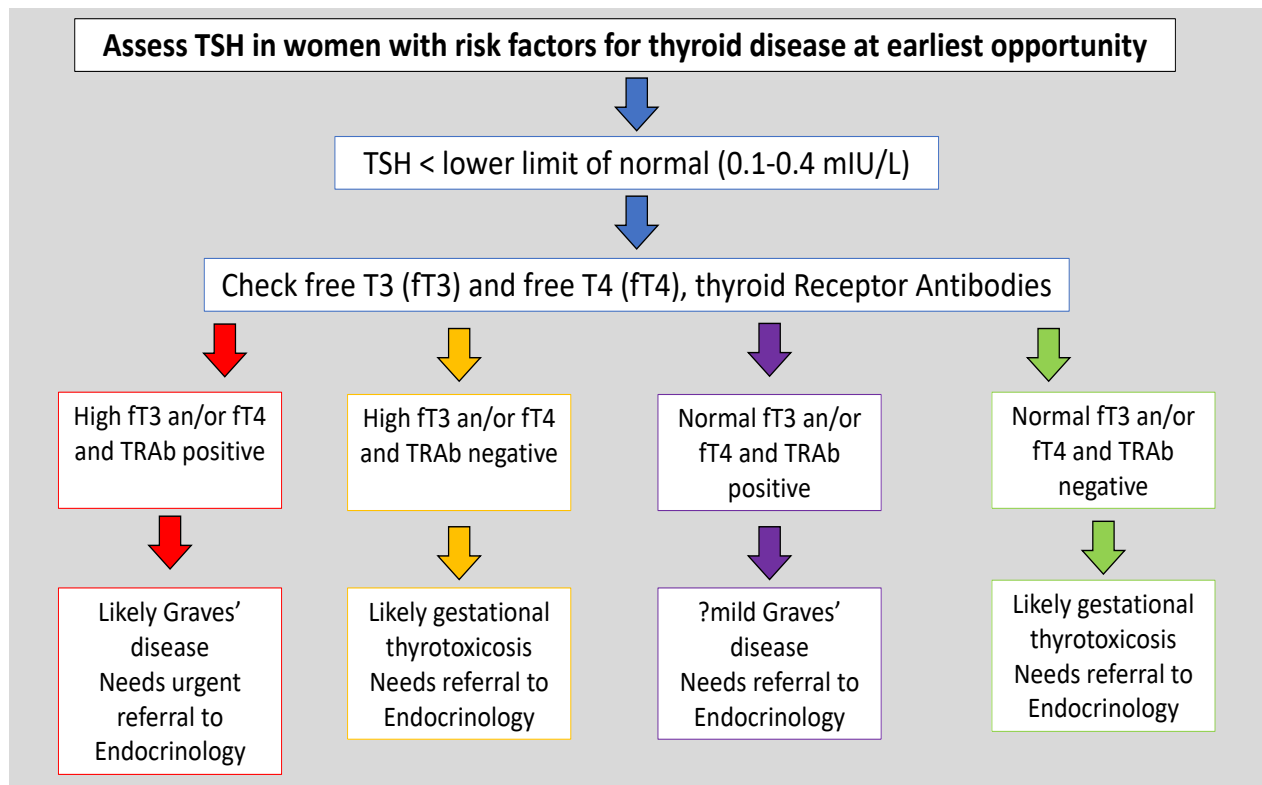 Assess TSH in women with risk factors for thyroid disease at earliest opportunity
TSH < lower limit of normal (0.1-0.4 mIU/L)
Check free T3 (fT3) and free T4 (fT4), thyroid Receptor Antibodies
High fT3 an/or fT4
and TRAb positive
High fT3 an/or fT4
and TRAb negative
Normal fT3 an/or
fT4 and TRAb
positive
Normal fT3 an/or
fT4 and TRAb
negative
Likely Graves’
disease
Needs urgent
referral to
Endocrinology
Likely gestational
thyrotoxicosis
Needs referral to
Endocrinology
?mild Graves’
disease
Needs referral to
Endocrinology
Likely gestational
thyrotoxicosis
Needs referral to
Endocrinology